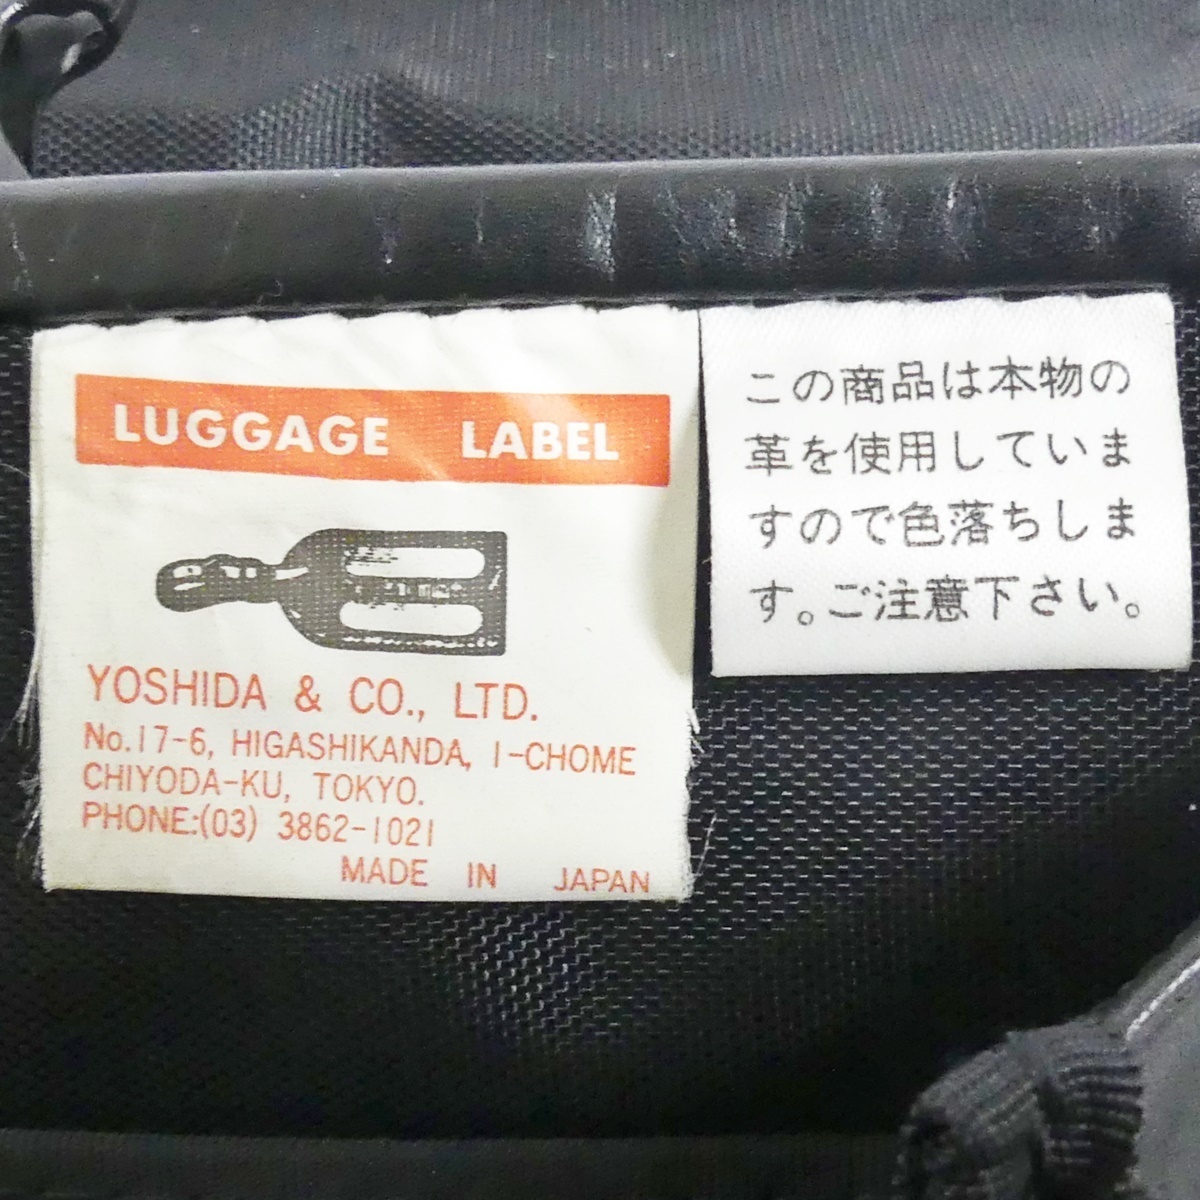 LUGGAGE LABEL
YOSHIDA & CO., LTD.
No.17-6, HIGASHIKANDA, 1-CHOME
CHIYODA-KU, TOKYO.
PHONE:(03) 3862-1021
MADE IN JAPAN
この商品は本物の
革を使用していま
すので色落ちしま
す。ご注意下さい。